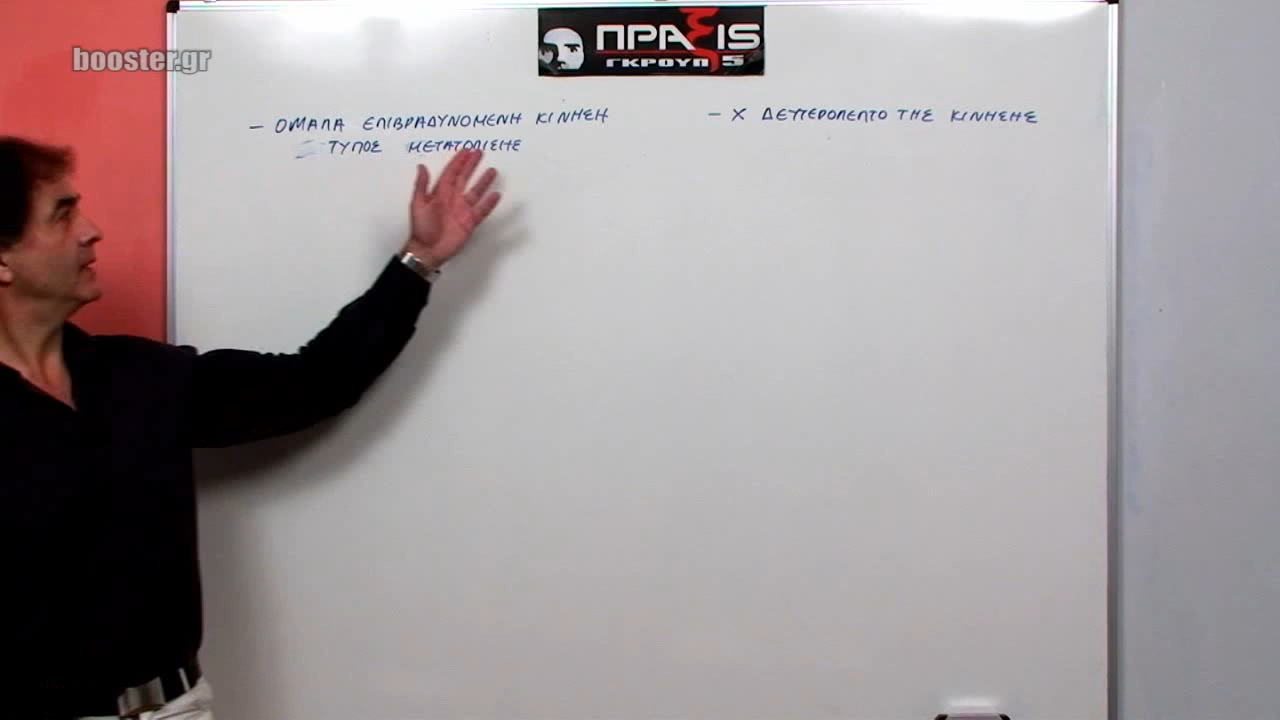 booster.gr
ΠΡΑξIS
ΓΚΡΟΥΠ 5
- ΟΜΑΛΑ ΕΠΙΒΡΑΔΥΝΟΜΕΝΗ ΚΙΝΗΣΗ
ΤΥΠΟΣ ΜΕΤΑΤΟΠΙΣΗΣ
- Χ ΔΕΥΤΕΡΟΛΕΠΤΟ ΤΗΣ ΚΙΝΗΣΗΣ